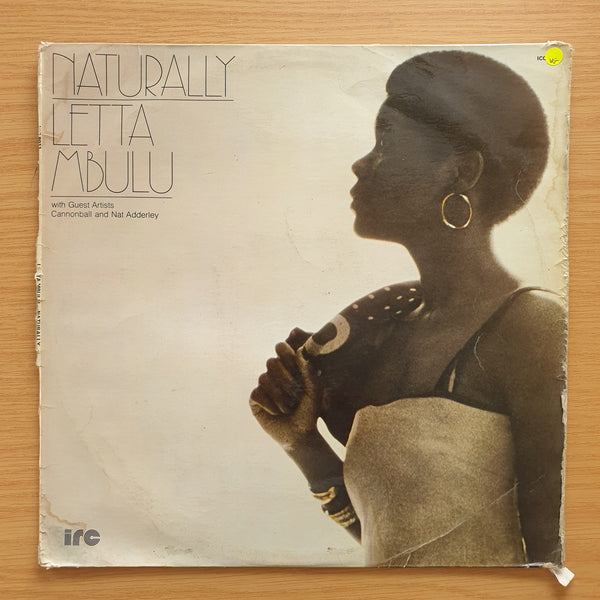 NATURALLY
LETTA
MBULU
with Guest Artists
Cannonball and Nat Adderley
irc